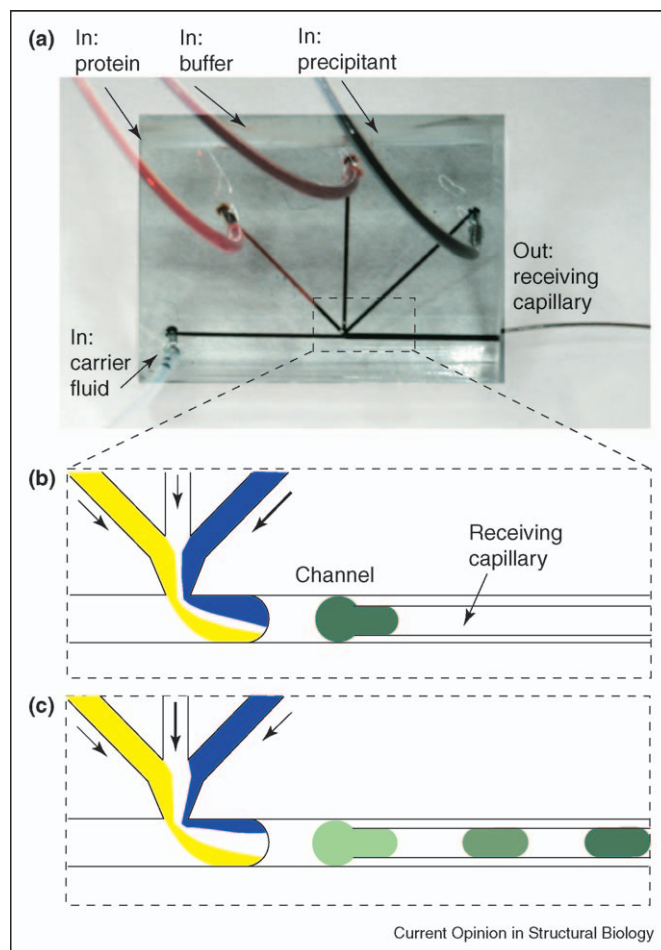 (a)
In:
protein
In:
buffer
In:
precipitant
Out:
receiving
capillary
In:
carrier
fluid
(b)
Channel
Receiving
capillary
(c)
Current Opinion in Structural Biology